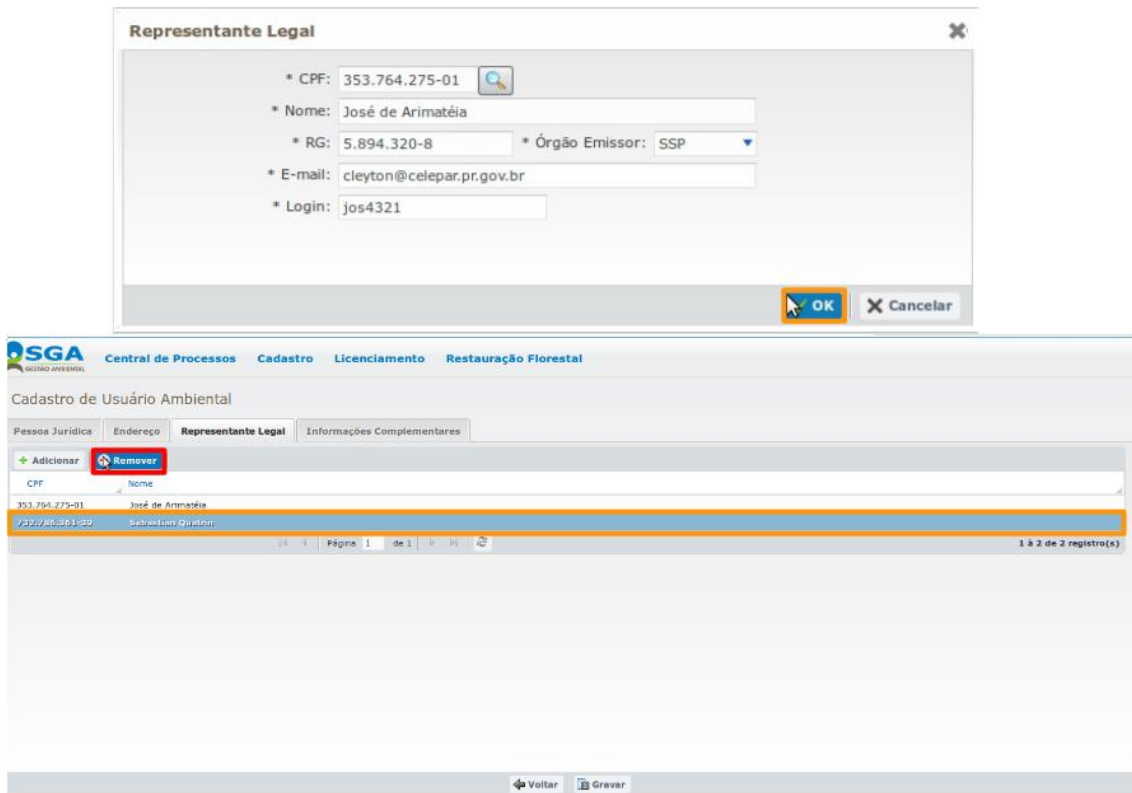 Representante Legal
* CPF: 353.764.275-01
* Nome: José de Arimatéia
* RG: 5.894.320-8 * Órgão Emissor: SSP
* E-mail: cleyton@celepar.pr.gov.br
* Login: jos4321
OK Cancelar
SGA Central de Processos Cadastro Licenciamento Restauração Florestal
GESTÃO AMBIENTAL
Cadastro de Usuário Ambiental
Pessoa Jurídica Endereço Representante Legal Informações Complementares
Adicionar Remover
CPF Nome
353.764.275-01 José de Arimatéia
Sebastian
Página 1 de 1 1 à 2 de 2 registro(s)
Voltar Gravar